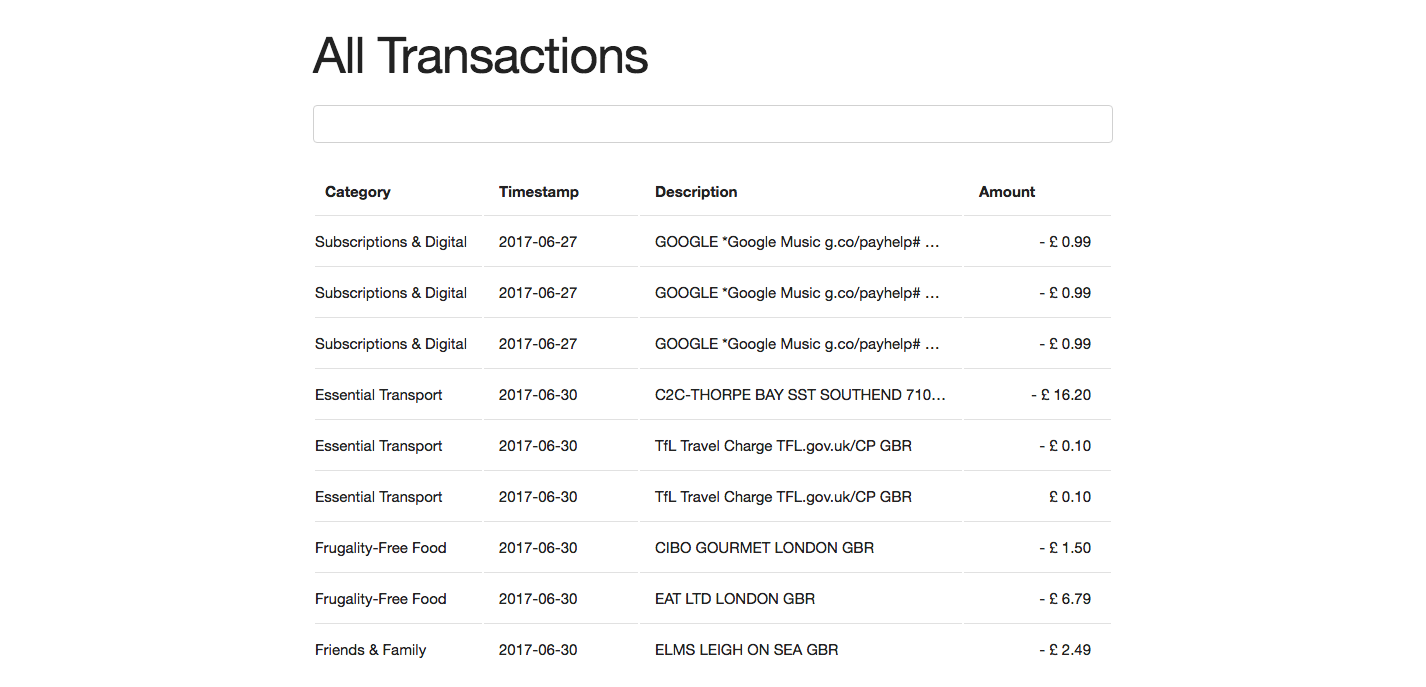 All Transactions
Category Timestamp Description Amount
Subscriptions & Digital 2017-06-27 GOOGLE *Google Music g.co/payhelp# … - £ 0.99
Subscriptions & Digital 2017-06-27 GOOGLE *Google Music g.co/payhelp# … - £ 0.99
Subscriptions & Digital 2017-06-27 GOOGLE *Google Music g.co/payhelp# … - £ 0.99
Essential Transport 2017-06-30 C2C-THORPE BAY SST SOUTHEND 710… - £ 16.20
Essential Transport 2017-06-30 TfL Travel Charge TFL.gov.uk/CP GBR - £ 0.10
Essential Transport 2017-06-30 TfL Travel Charge TFL.gov.uk/CP GBR £ 0.10
Frugality-Free Food 2017-06-30 CIBO GOURMET LONDON GBR - £ 1.50
Frugality-Free Food 2017-06-30 EAT LTD LONDON GBR - £ 6.79
Friends & Family 2017-06-30 ELMS LEIGH ON SEA GBR - £ 2.49